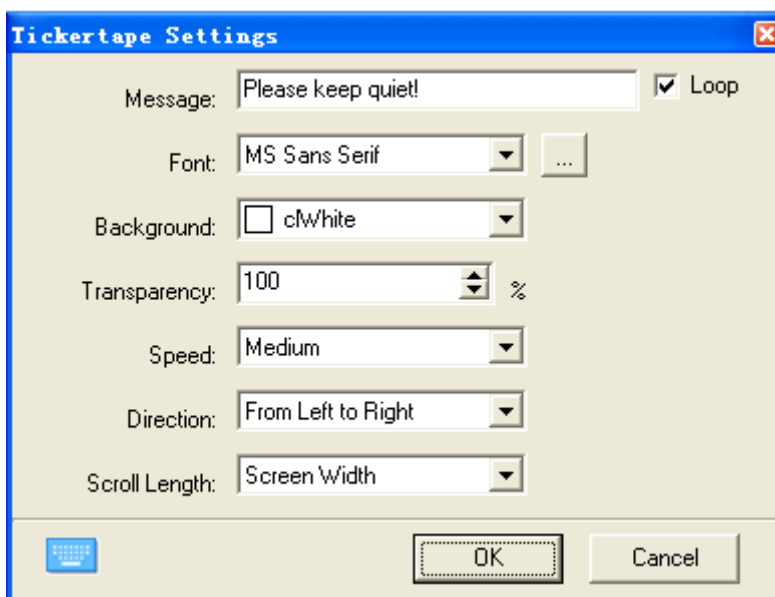 Tickertape Settings
Message: Please keep quiet! Loop
Font: MS Sans Serif ...
Background: clWhite
Transparency: 100 %
Speed: Medium
Direction: From Left to Right
Scroll Length: Screen Width
OK Cancel